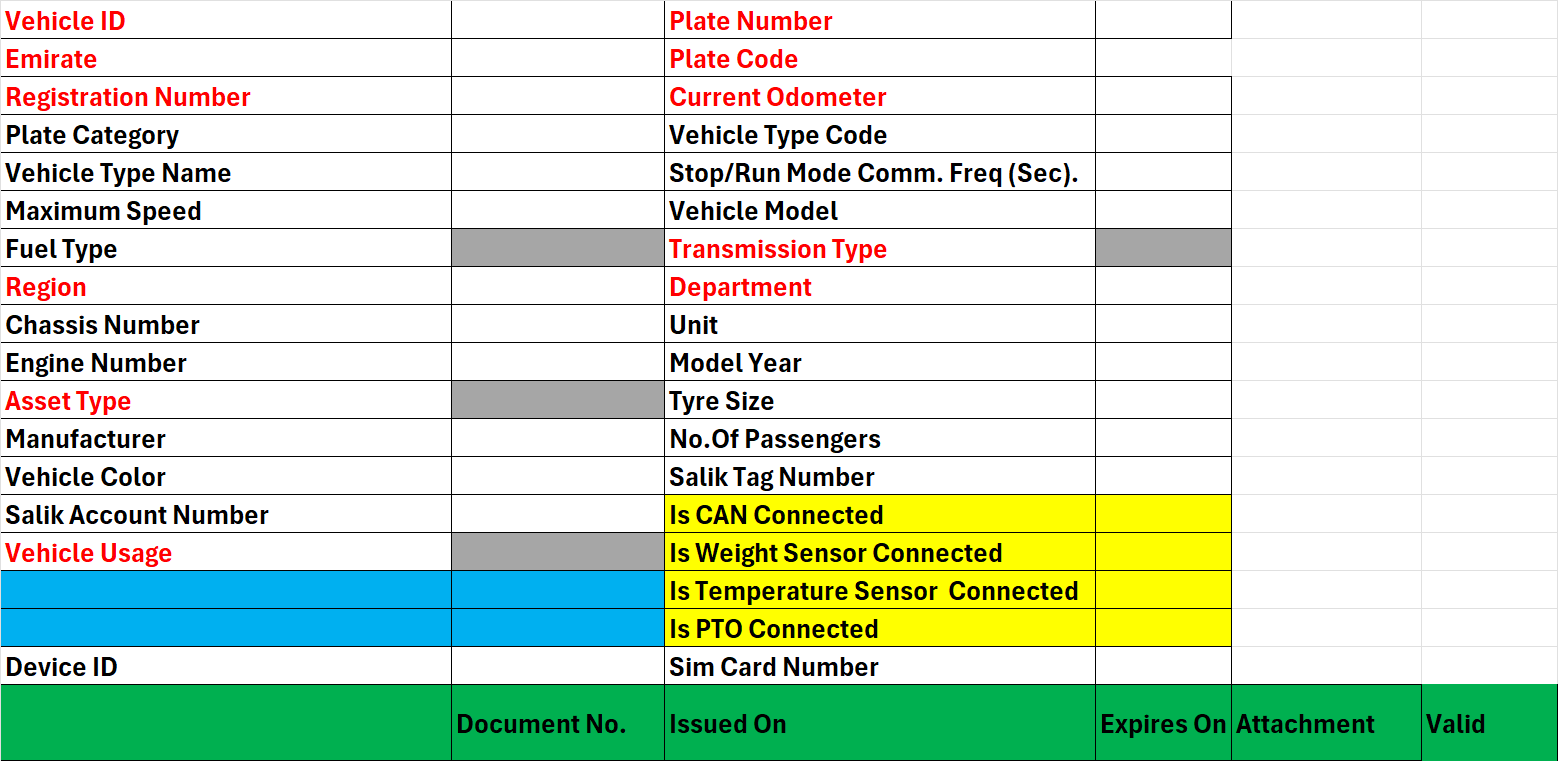 Vehicle ID Plate Number
Emirate Plate Code
Registration Number Current Odometer
Plate Category Vehicle Type Code
Vehicle Type Name Stop/Run Mode Comm. Freq (Sec).
Maximum Speed Vehicle Model
Fuel Type Transmission Type
Region Department
Chassis Number Unit
Engine Number Model Year
Asset Type Tyre Size
Manufacturer No.Of Passengers
Vehicle Color Salik Tag Number
Salik Account Number Is CAN Connected
Vehicle Usage Is Weight Sensor Connected
Is Temperature Sensor  Connected
Is PTO Connected
Device ID Sim Card Number
Document No. Issued On Expires On Attachment Valid